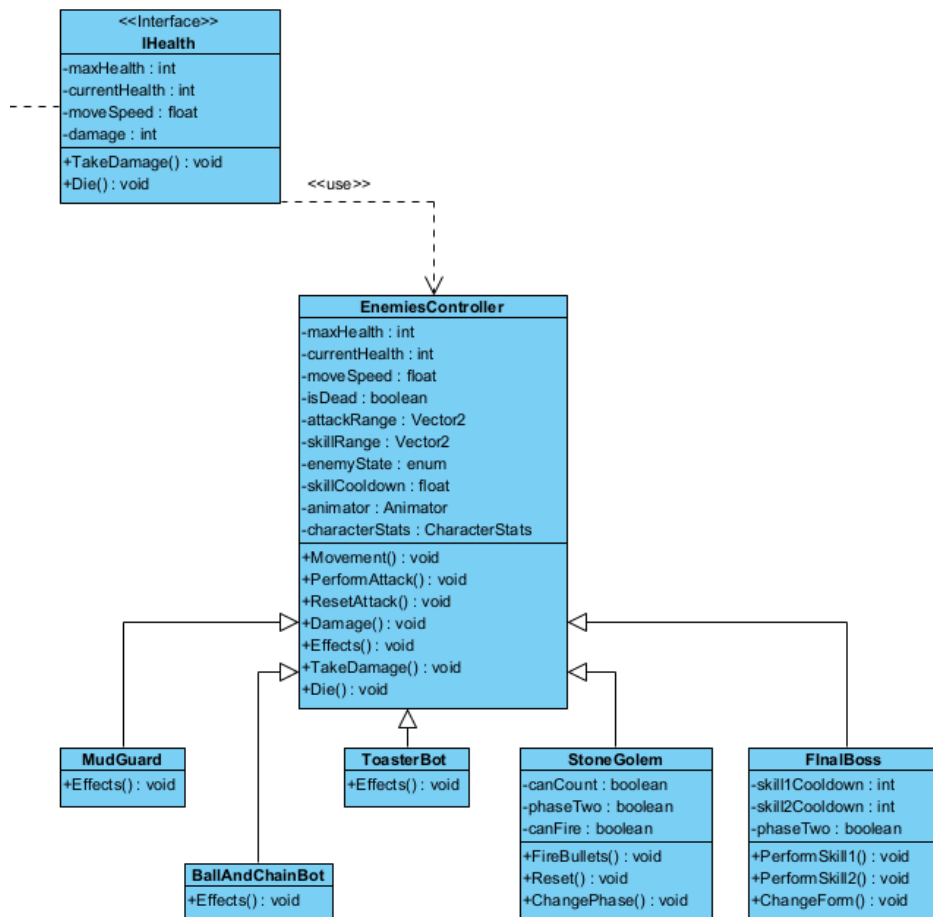 <<Interface>>
IHealth
-maxHealth : int
-currentHealth : int
-moveSpeed : float
-damage : int
+TakeDamage() : void
+Die() : void
<<use>>
EnemiesController
-maxHealth : int
-currentHealth : int
-moveSpeed : float
-isDead : boolean
-attackRange : Vector2
-skillRange : Vector2
-enemyState : enum
-skillCooldown : float
-animator : Animator
-characterStats : CharacterStats
+Movement() : void
+PerformAttack() : void
+ResetAttack() : void
+Damage() : void
+Effects() : void
+TakeDamage() : void
+Die() : void
MudGuard
+Effects() : void
BallAndChainBot
+Effects() : void
ToasterBot
+Effects() : void
StoneGolem
-canCount : boolean
-phaseTwo : boolean
-canFire : boolean
+FireBullets() : void
+Reset() : void
+ChangePhase() : void
FInalBoss
-skill1Cooldown : int
-skill2Cooldown : int
-phaseTwo : boolean
+PerformSkill1() : void
+PerformSkill2() : void
+ChangeForm() : void